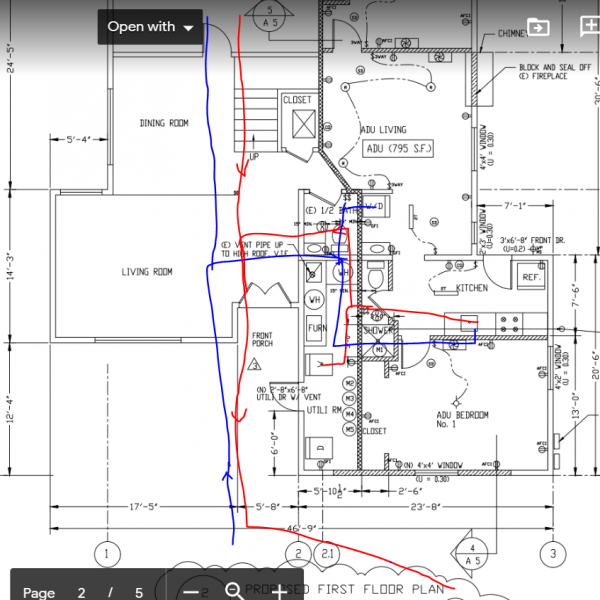 Open with
5
A 5
AFCI
3WAY
CHIMNEY
24'-5"
BLOCK AND SEAL OFF
(E) FIREPLACE
CLOSET
5'-4"
DINING ROOM
ADU LIVING
ADU (795 S.F.)
4'x4' WINDOW
(U = 0.30)
UP
3WAY
7'-1"
(E) 1/2 BATH
W/D
3'x6'-8" FRONT DR.
(E) VENT PIPE UP
TO HIGH ROOF, V.I.F.
14'-3"
LIVING ROOM
WH
WH
KITCHEN
REF.
7'-6"
FURN
FRONT
PORCH
SHOWER
M1
3
(N) 2'-8"x6'-8"
UTILI DR W/ VENT
M2
M3
M4
M5
UTILI RM
12'-4"
6'-0"
CLOSET
ADU BEDROOM
No. 1
4'x2' WINDOW
(U = 0.30)
13'-0"
20'-6"
AFCI
(N) 4'x4' WINDOW
(U = 0.30)
17'-5"
5'-8"
5'-10 1/2
2'-6"
23'-8"
46'-9"
1
2
2.1
4
A 5
3
Page 2 / 5
PROPOSED FIRST FLOOR PLAN